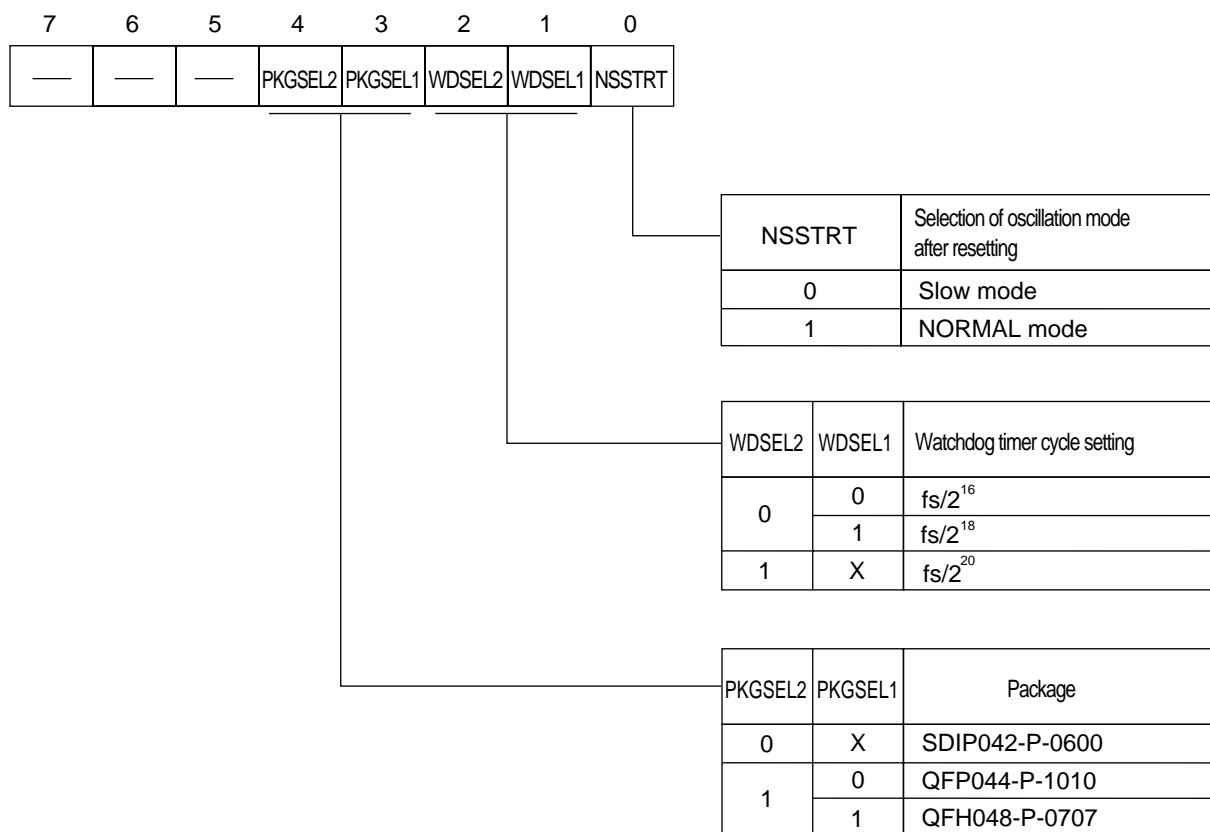 7 6 5 4 3 2 1 0
— — — PKGSEL2 PKGSEL1 WDSEL2 WDSEL1 NSSTRT
NSSTRT Selection of oscillation mode
after resetting
0 Slow mode
1 NORMAL mode
WDSEL2 WDSEL1 Watchdog timer cycle setting
0 0 fs/2^16
1 fs/2^18
1 X fs/2^20
PKGSEL2 PKGSEL1 Package
0 X SDIP042-P-0600
1 0 QFP044-P-1010
1 QFH048-P-0707